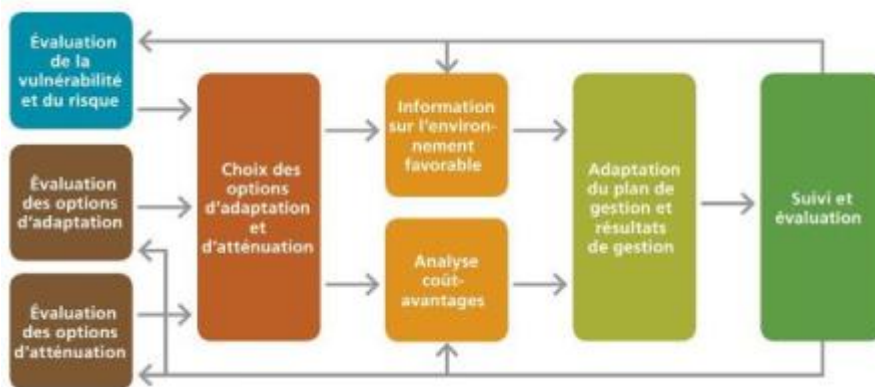 Évaluation
de la
vulnérabilité
et du risque
Évaluation
des options
d'adaptation
Évaluation
des options
d'atténuation
Choix des
options
d'adaptation
et
d'atténuation
Information
sur l'environ-
nement
favorable
Analyse
coût-
avantages
Adaptation
du plan de
gestion et
résultats
de gestion
Suivi et
évaluation